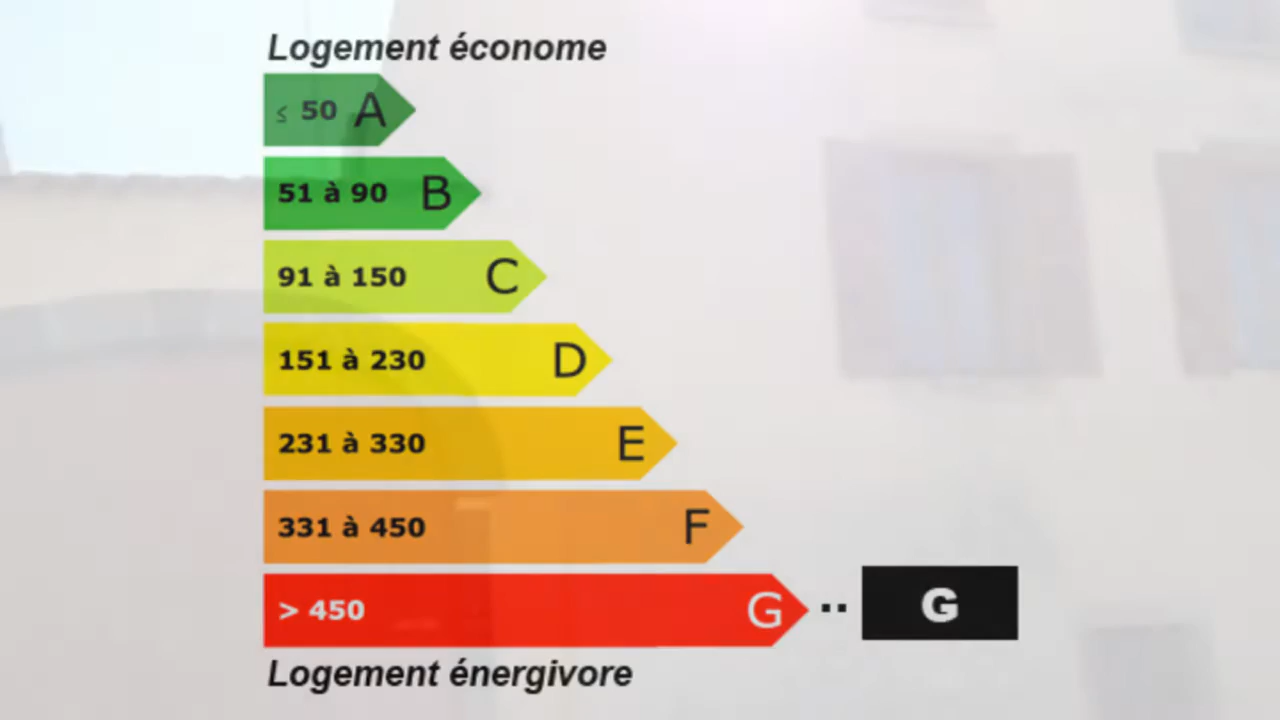 Logement économe
≤ 50 A
51 à 90 B
91 à 150 C
151 à 230 D
231 à 330 E
331 à 450 F
> 450 G .. G
Logement énergivore